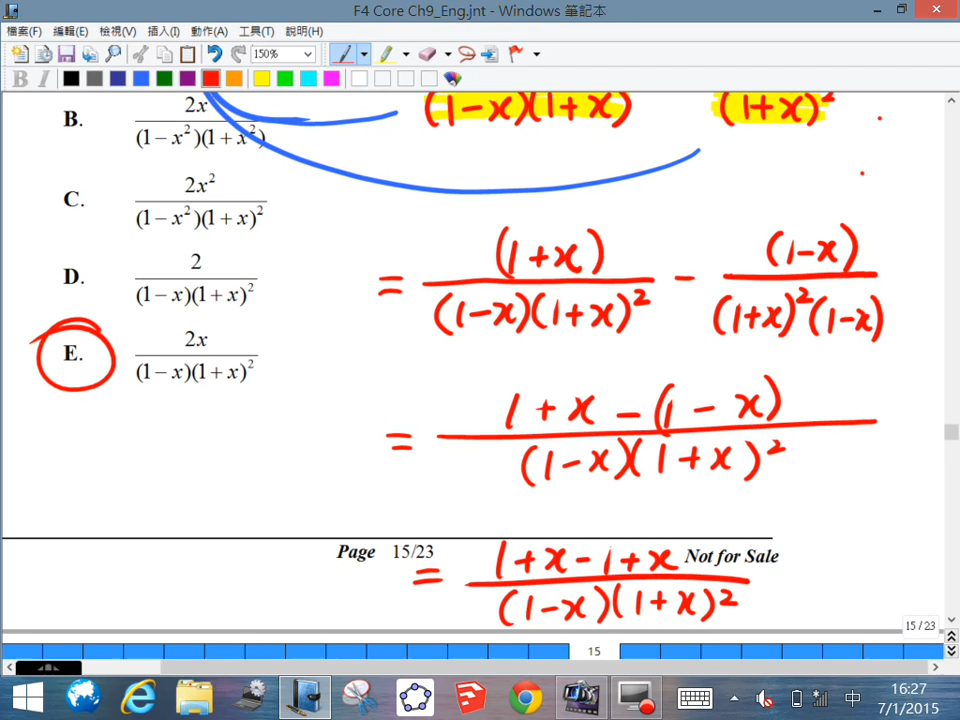 F4 Core Ch9_Eng.jnt - Windows 筆記本
檔案(F) 編輯(E) 檢視(V) 插入(I) 動作(A) 工具(T) 說明(H)
150%
B I
B. 2x / (1 − x²)(1 + x²)
(1−x)(1+x) (1+x)²
C. 2x² / (1 − x²)(1 + x)²
= (1+x) / (1−x)(1+x)² − (1−x) / (1+x)²(1−x)
D. 2 / (1 − x)(1 + x)²
E. 2x / (1 − x)(1 + x)²
= 1 + x − (1 − x) / (1−x)(1+x)²
Page 15/23 Not for Sale
= 1+x−1+x / (1−x)(1+x)²
15 / 23
15
中
16:27
7/1/2015